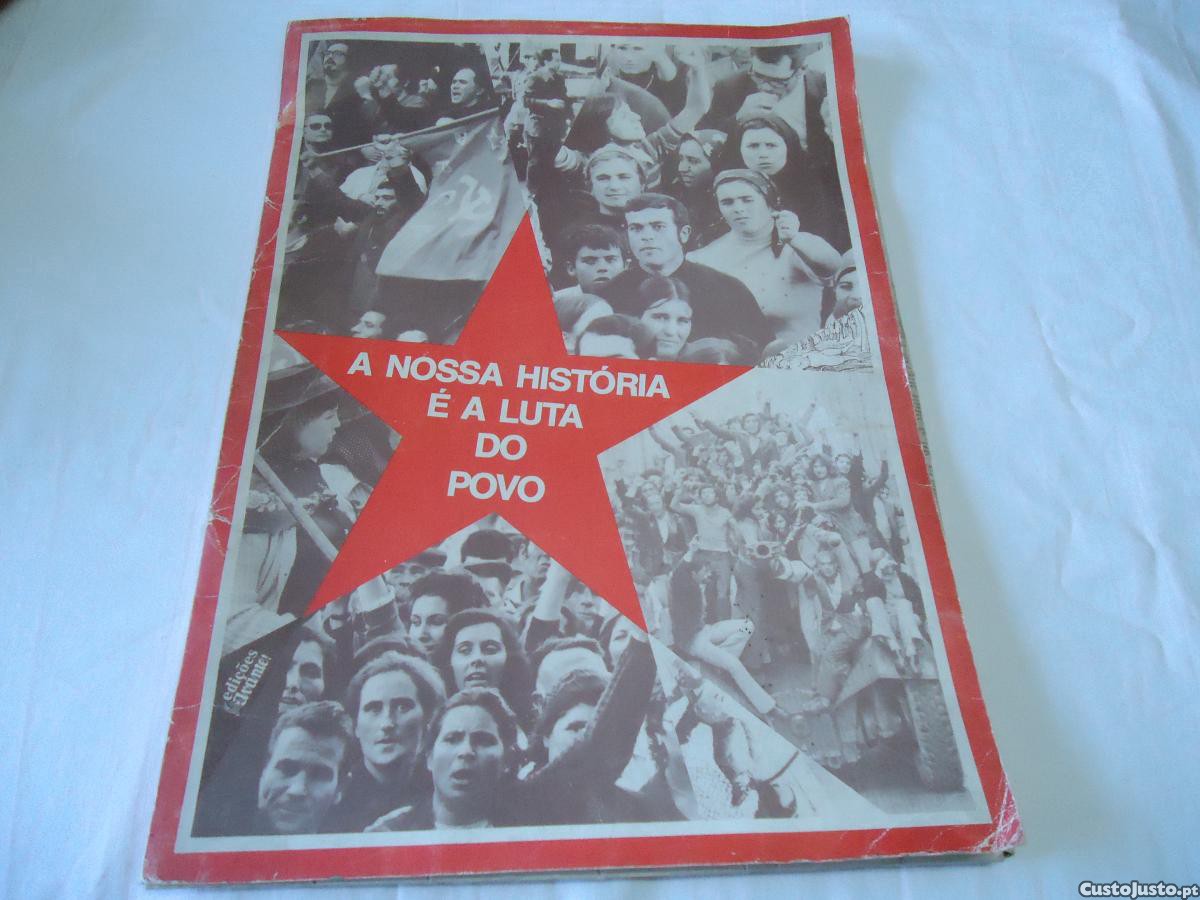 A NOSSA HISTÓRIA
É A LUTA
DO
POVO
edições
Avante!
CustoJusto.pt